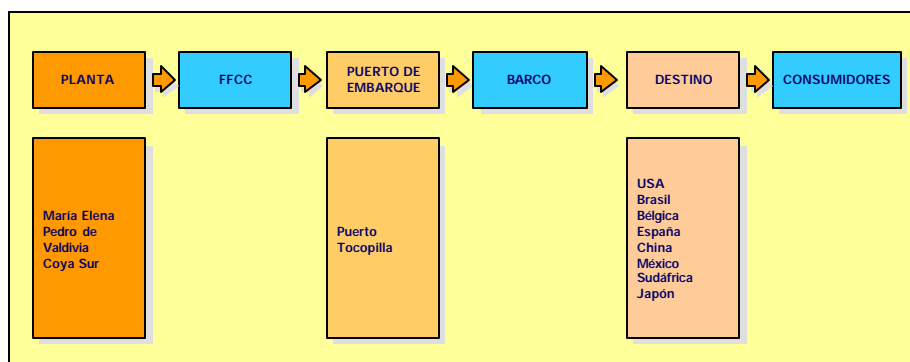 PLANTA
FFCC
PUERTO DE
EMBARQUE
BARCO
DESTINO
CONSUMIDORES
María Elena
Pedro de
Valdivia
Coya Sur
Puerto
Tocopilla
USA
Brasil
Bélgica
España
China
México
Sudáfrica
Japón